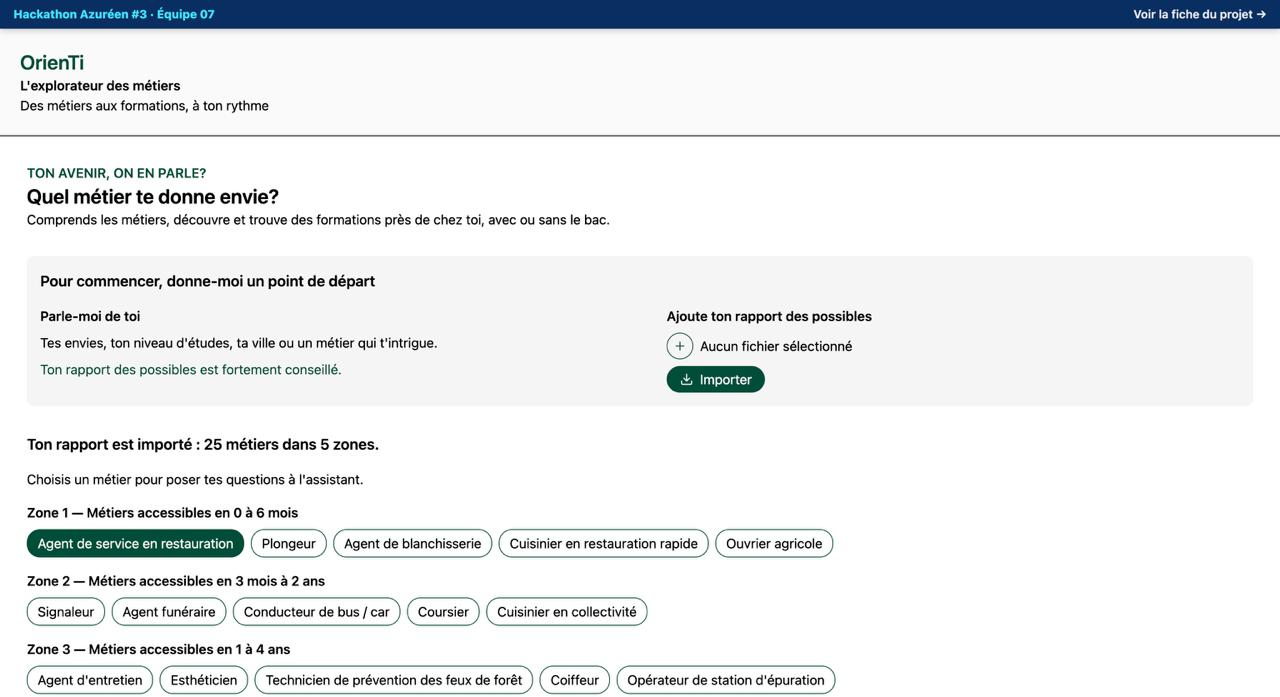 Hackathon Azuréen #3 · Équipe 07
Voir la fiche du projet →
OrienTi
L'explorateur des métiers
Des métiers aux formations, à ton rythme
TON AVENIR, ON EN PARLE?
Quel métier te donne envie?
Comprends les métiers, découvre et trouve des formations près de chez toi, avec ou sans le bac.
Pour commencer, donne-moi un point de départ
Parle-moi de toi
Tes envies, ton niveau d'études, ta ville ou un métier qui t'intrigue.
Ton rapport des possibles est fortement conseillé.
Ajoute ton rapport des possibles
Aucun fichier sélectionné
Importer
Ton rapport est importé : 25 métiers dans 5 zones.
Choisis un métier pour poser tes questions à l'assistant.
Zone 1 — Métiers accessibles en 0 à 6 mois
Agent de service en restauration Plongeur Agent de blanchisserie Cuisinier en restauration rapide Ouvrier agricole
Zone 2 — Métiers accessibles en 3 mois à 2 ans
Signaleur Agent funéraire Conducteur de bus / car Coursier Cuisinier en collectivité
Zone 3 — Métiers accessibles en 1 à 4 ans
Agent d'entretien Esthéticien Technicien de prévention des feux de forêt Coiffeur Opérateur de station d'épuration